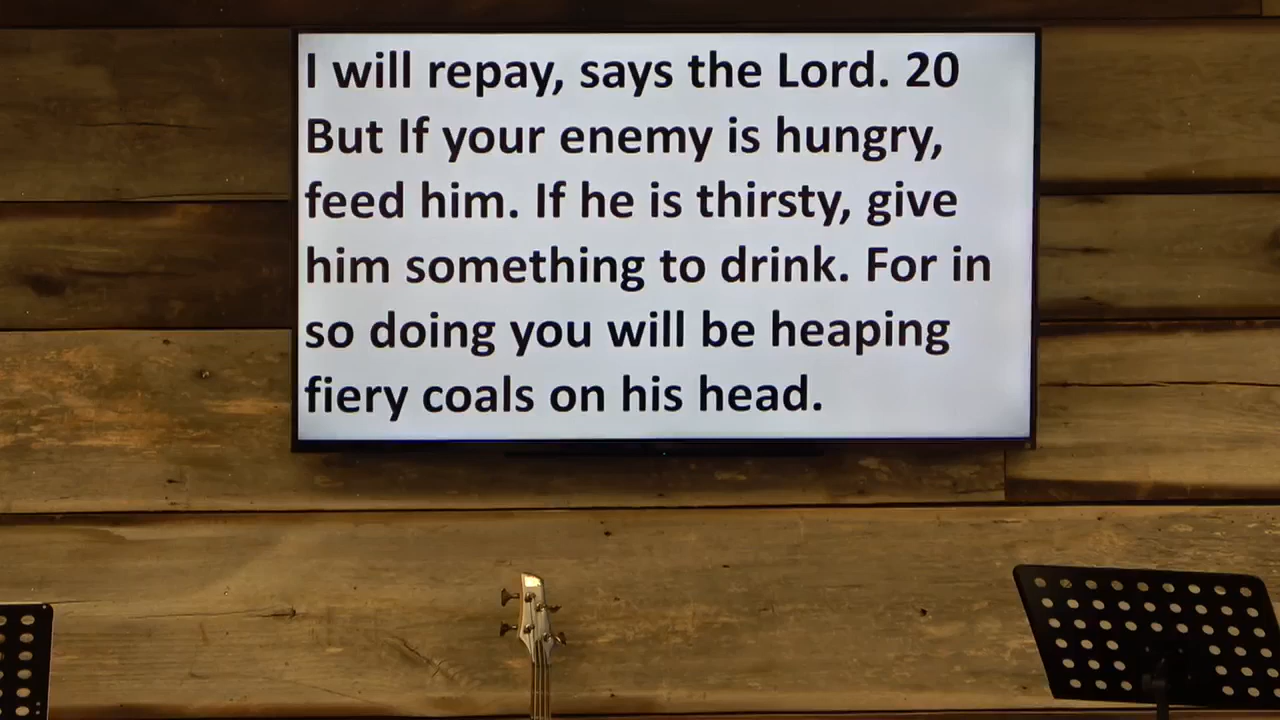 I will repay, says the Lord. 20
But If your enemy is hungry,
feed him. If he is thirsty, give
him something to drink. For in
so doing you will be heaping
fiery coals on his head.